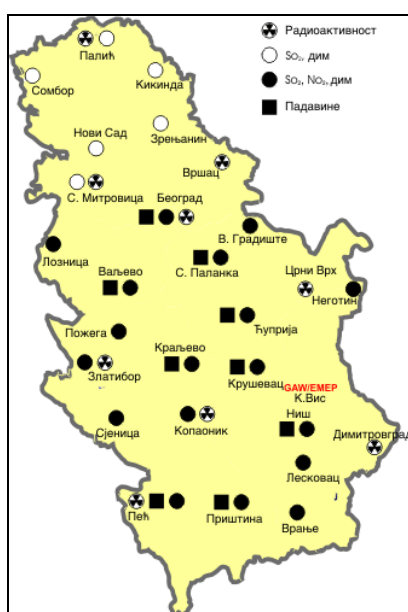 Радиоактивност
SO₂, дим
SO₂, NO₂, дим
Падавине
Палић
Сомбор
Кикинда
Зрењанин
Нови Сад
Вршац
С. Митровица
Београд
В. Градиште
Лозница
С. Паланка
Црни Врх
Ваљево
Неготин
Пожега
Ћуприја
Краљево
Златибор
Крушевац
GAW/EMEP
К.Вис
Ниш
Сјеница
Копаоник
Димитровград
Лесковац
Пећ
Приштина
Врање